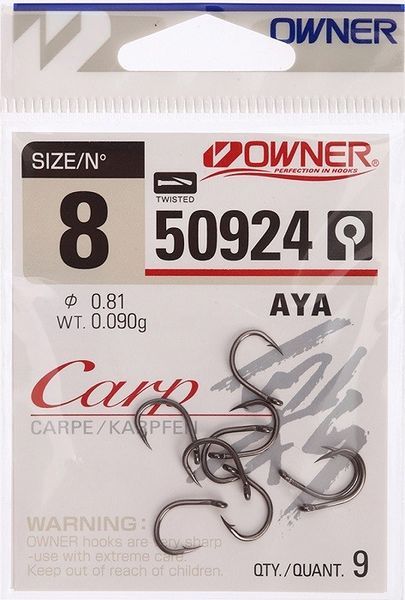 OWNER
SIZE/N°
8
OWNER®
PERFECTION IN HOOKS
TWISTED
50924
Φ 0.81
WT. 0.090g
AYA
Carp
CARPE/KARPFEN
WARNING:
OWNER hooks are very sharp
-use with extreme care.
Keep out of reach of children.
QTY./QUANT. 9